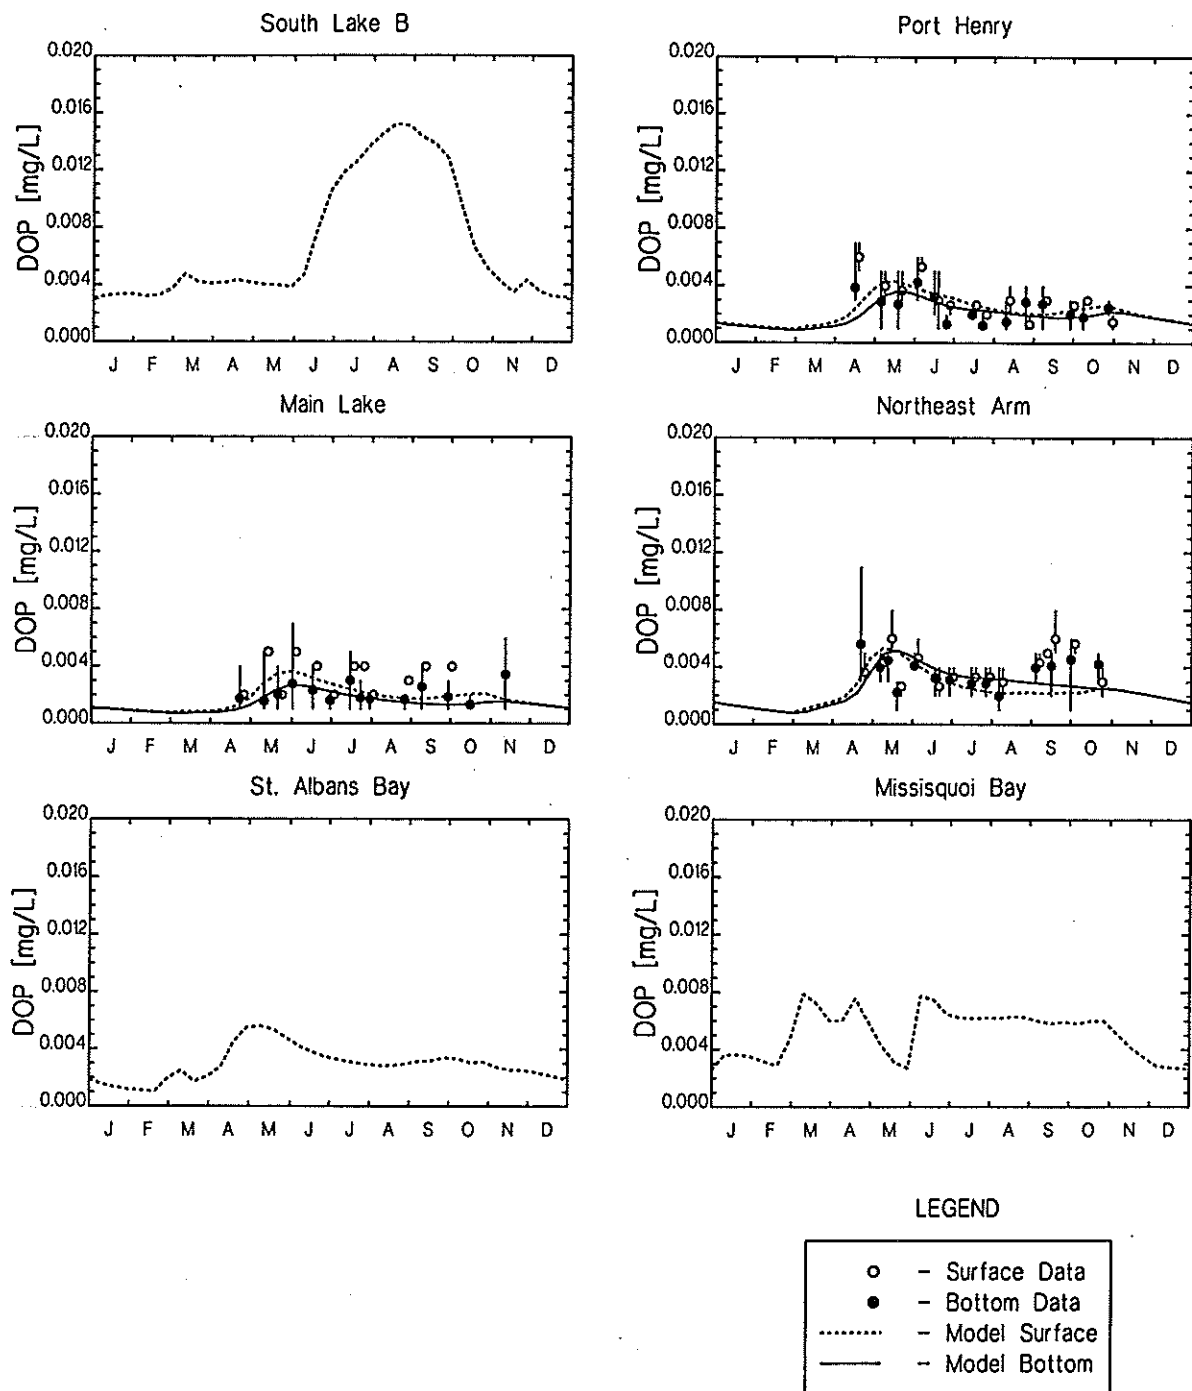 South Lake B
0.020
0.016
0.012
0.008
0.004
0.000
DOP [mg/L]
J F M A M J J A S O N D
Port Henry
0.020
0.016
0.012
0.008
0.004
0.000
DOP [mg/L]
J F M A M J J A S O N D
Main Lake
0.020
0.016
0.012
0.008
0.004
0.000
DOP [mg/L]
J F M A M J J A S O N D
Northeast Arm
0.020
0.016
0.012
0.008
0.004
0.000
DOP [mg/L]
J F M A M J J A S O N D
St. Albans Bay
0.020
0.016
0.012
0.008
0.004
0.000
DOP [mg/L]
J F M A M J J A S O N D
Missisquoi Bay
0.020
0.016
0.012
0.008
0.004
0.000
DOP [mg/L]
J F M A M J J A S O N D
LEGEND
– Surface Data
– Bottom Data
– Model Surface
– Model Bottom